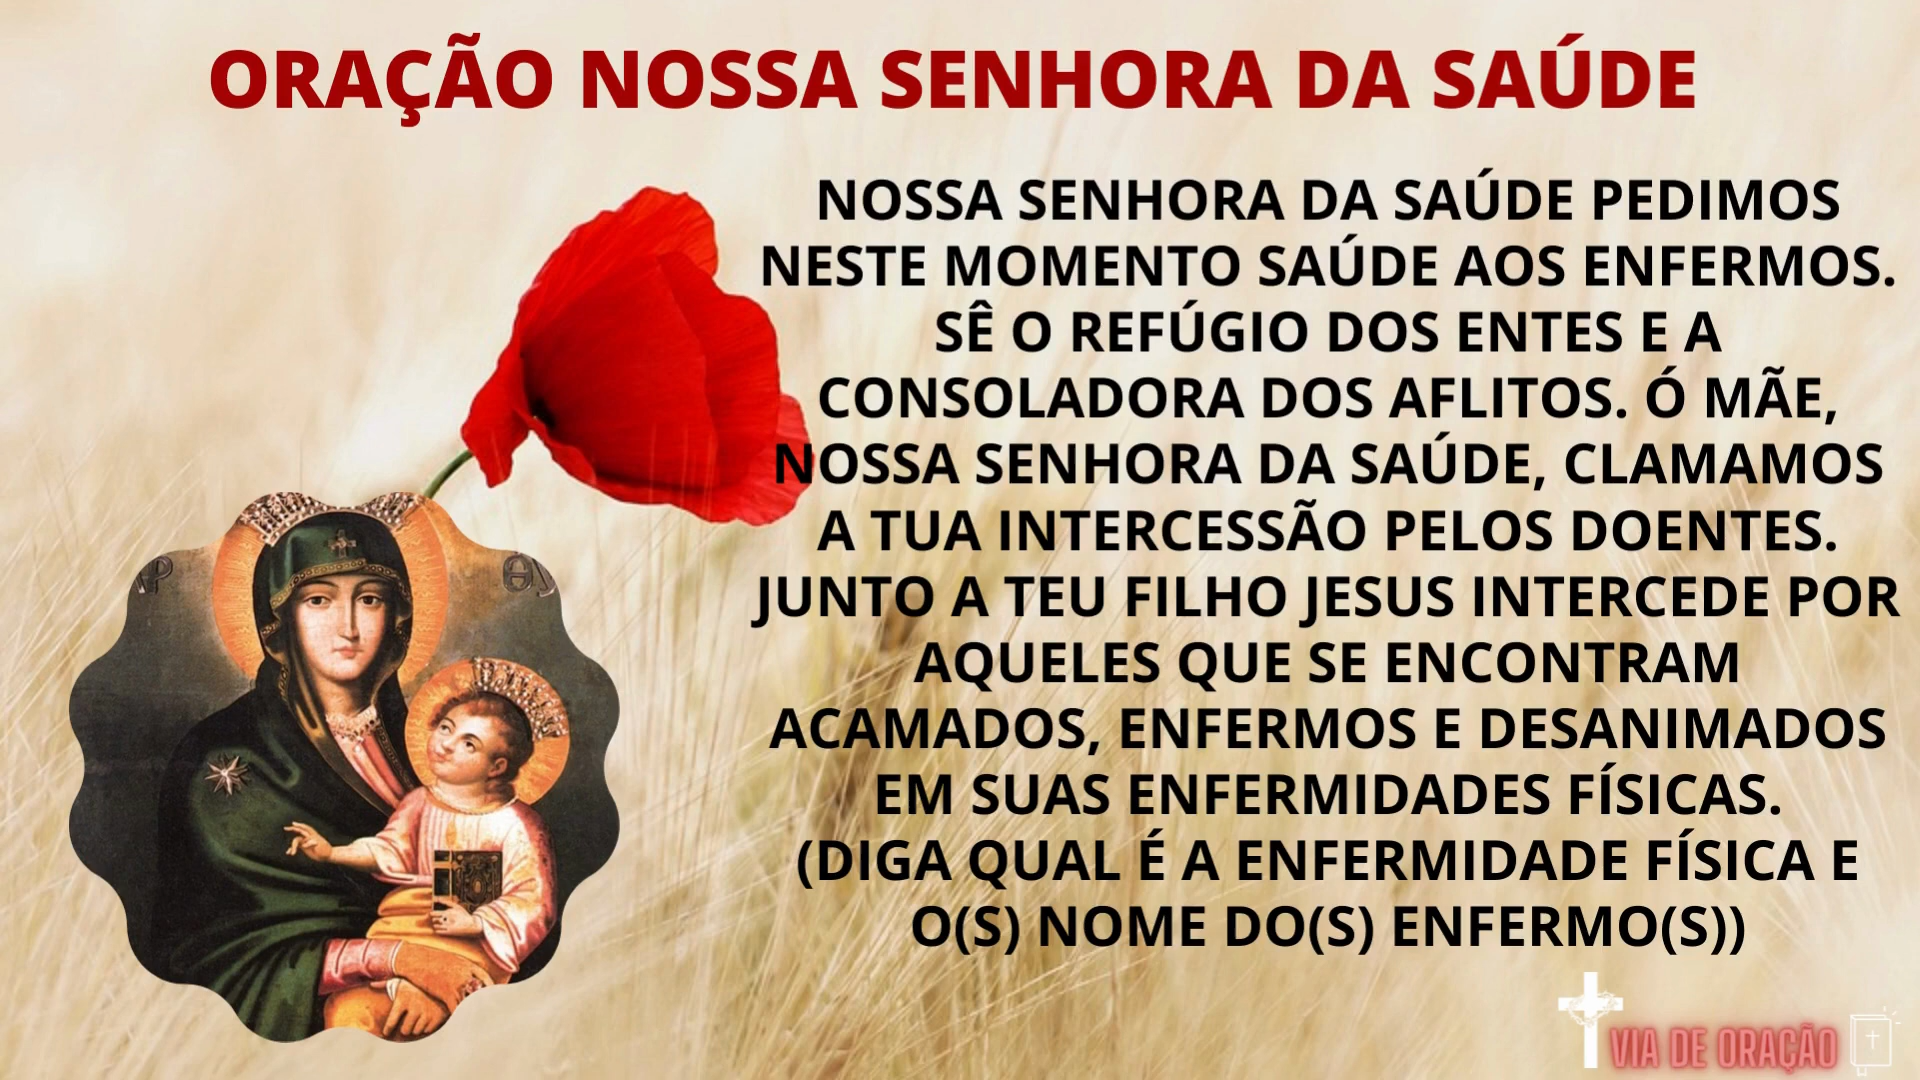 ORAÇÃO NOSSA SENHORA DA SAÚDE
NOSSA SENHORA DA SAÚDE PEDIMOS
NESTE MOMENTO SAÚDE AOS ENFERMOS.
SÊ O REFÚGIO DOS ENTES E A
CONSOLADORA DOS AFLITOS. Ó MÃE,
NOSSA SENHORA DA SAÚDE, CLAMAMOS
A TUA INTERCESSÃO PELOS DOENTES.
JUNTO A TEU FILHO JESUS INTERCEDE POR
AQUELES QUE SE ENCONTRAM
ACAMADOS, ENFERMOS E DESANIMADOS
EM SUAS ENFERMIDADES FÍSICAS.
(DIGA QUAL É A ENFERMIDADE FÍSICA E
O(S) NOME DO(S) ENFERMO(S))
VIA DE ORAÇÃO